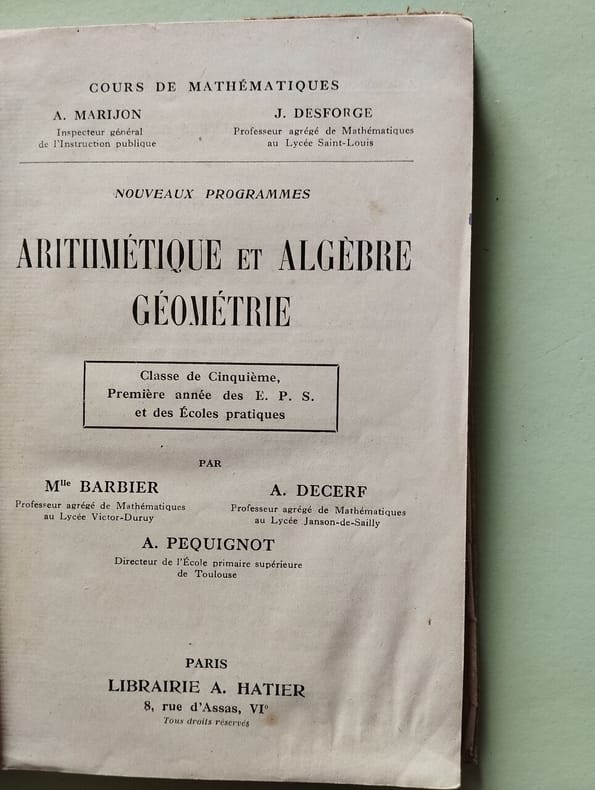 COURS DE MATHÉMATIQUES
A. MARIJON
Inspecteur général
de l'Instruction publique
J. DESFORGE
Professeur agrégé de Mathématiques
au Lycée Saint-Louis
NOUVEAUX PROGRAMMES
ARITHMÉTIQUE ET ALGÈBRE
GÉOMÉTRIE
Classe de Cinquième,
Première année des E. P. S.
et des Écoles pratiques
PAR
Mlle BARBIER
Professeur agrégé de Mathématiques
au Lycée Victor-Duruy
A. DECERF
Professeur agrégé de Mathématiques
au Lycée Janson-de-Sailly
A. PEQUIGNOT
Directeur de l'École primaire supérieure
de Toulouse
PARIS
LIBRAIRIE A. HATIER
8, rue d'Assas, VIe
Tous droits réservés